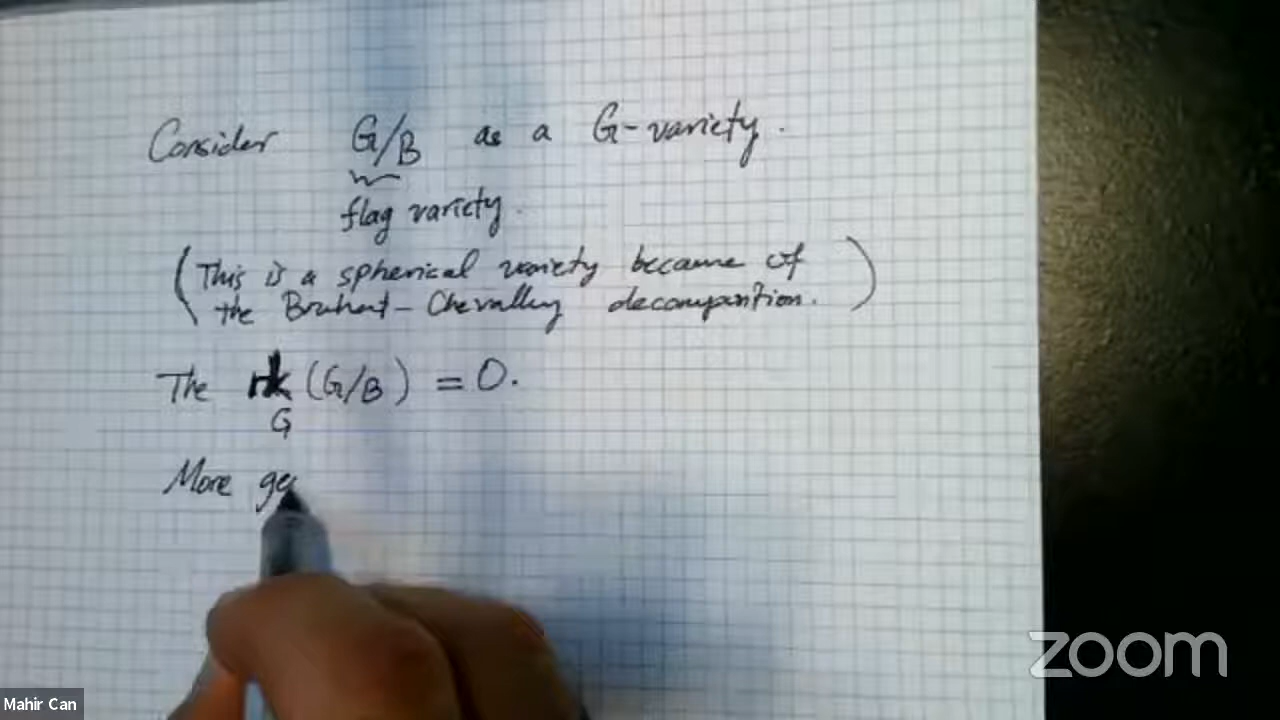 Consider G/B as a G-variety.
flag variety.
(This is a spherical variety because of
the Bruhat-Chevalley decomposition.)
The rk (G/B) = 0.
G
More ge
zoom
Mahir Can